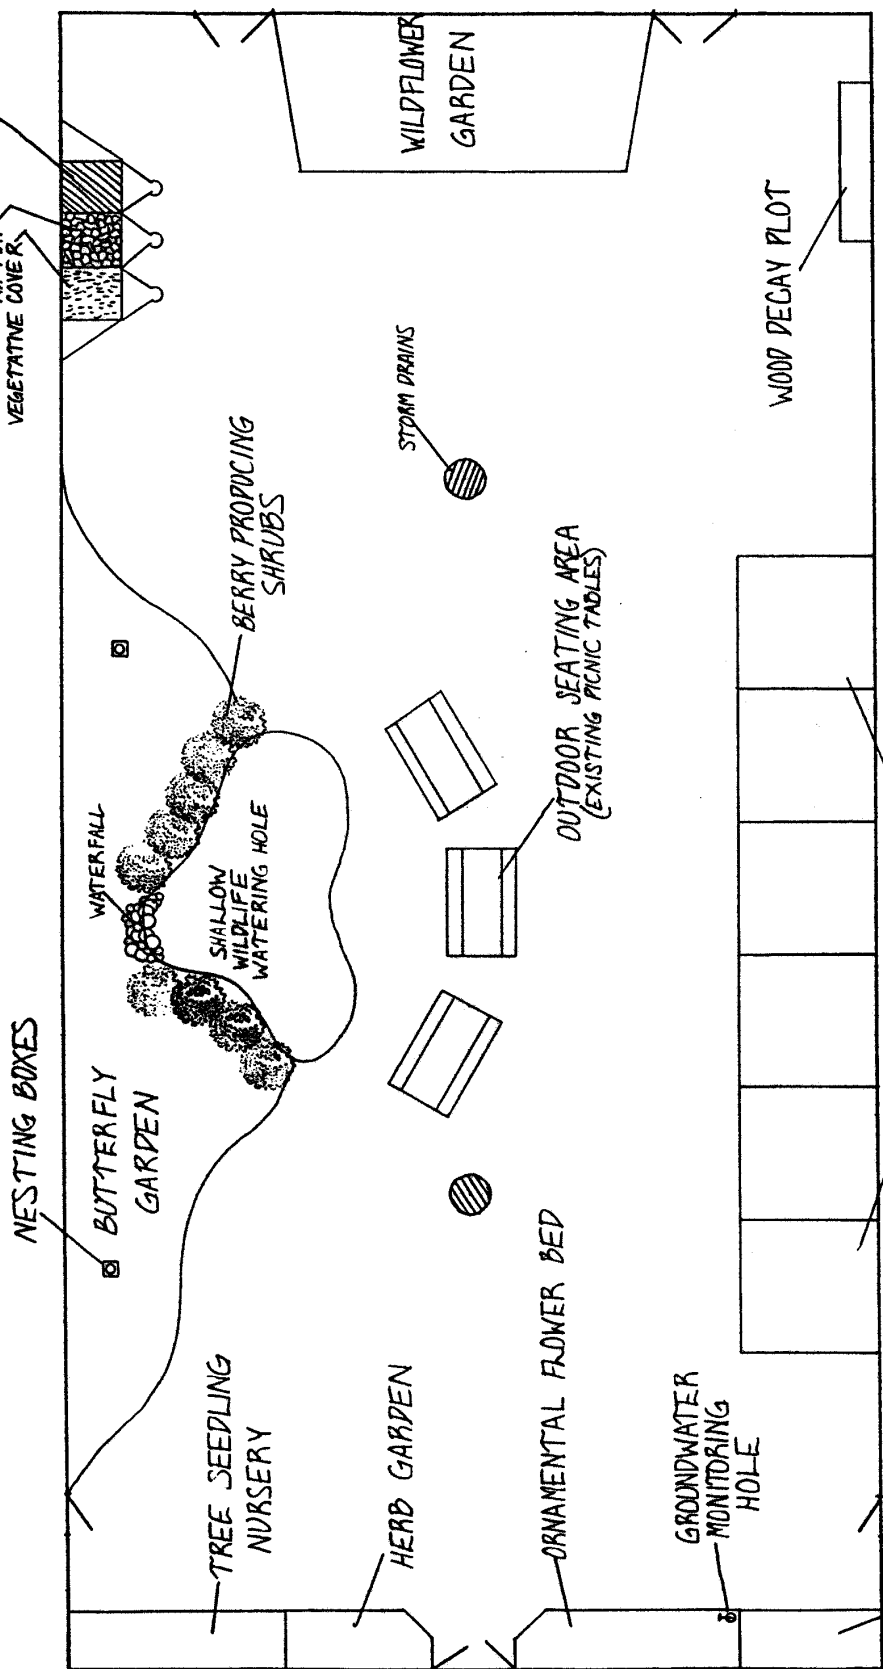 NESTING BOXES
WATERFALL
BUTTERFLY
GARDEN
SHALLOW
WILDLIFE
WATERING HOLE
BERRY PRODUCING
SHRUBS
VEGETATIVE COVER
WILDFLOWER
GARDEN
STORM DRAINS
OUTDOOR SEATING AREA
(EXISTING PICNIC TABLES)
WOOD DECAY PLOT
TREE SEEDLING
NURSERY
HERB GARDEN
ORNAMENTAL FLOWER BED
GROUNDWATER
MONITORING
HOLE